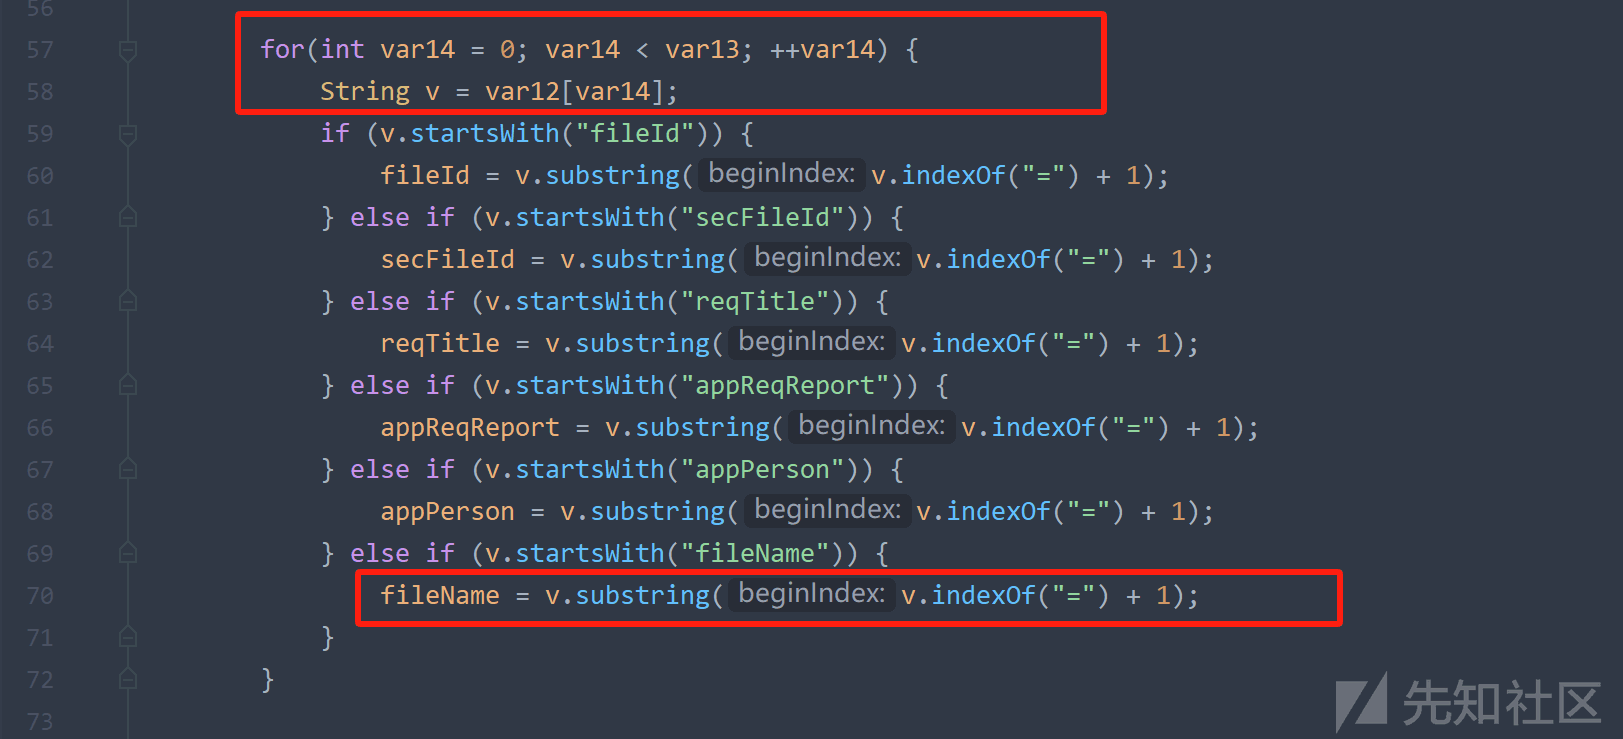 56
57 for(int var14 = 0; var14 < var13; ++var14) {
58 String v = var12[var14];
59 if (v.startsWith("fileId")) {
60 fileId = v.substring( beginIndex: v.indexOf("=") + 1);
61 } else if (v.startsWith("secFileId")) {
62 secFileId = v.substring( beginIndex: v.indexOf("=") + 1);
63 } else if (v.startsWith("reqTitle")) {
64 reqTitle = v.substring( beginIndex: v.indexOf("=") + 1);
65 } else if (v.startsWith("appReqReport")) {
66 appReqReport = v.substring( beginIndex: v.indexOf("=") + 1);
67 } else if (v.startsWith("appPerson")) {
68 appPerson = v.substring( beginIndex: v.indexOf("=") + 1);
69 } else if (v.startsWith("fileName")) {
70 fileName = v.substring( beginIndex: v.indexOf("=") + 1);
71 }
72 }
73
先知社区